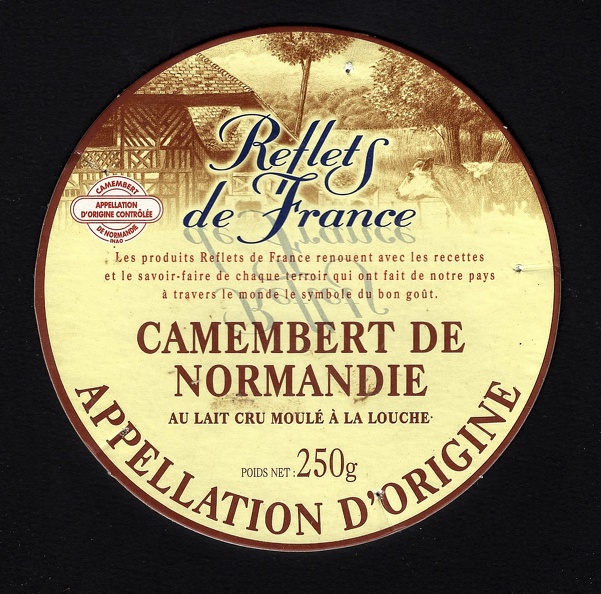 Reflets
de France
CAMEMBERT
APPELLATION
D'ORIGINE CONTRÔLÉE
DE NORMANDIE
INAO
Les produits Reflets de France renouent avec les recettes
et le savoir-faire de chaque terroir qui ont fait de notre pays
à travers le monde le symbole du bon goût.
CAMEMBERT DE
NORMANDIE
AU LAIT CRU MOULÉ À LA LOUCHE
POIDS NET : 250g
APPELLATION D'ORIGINE